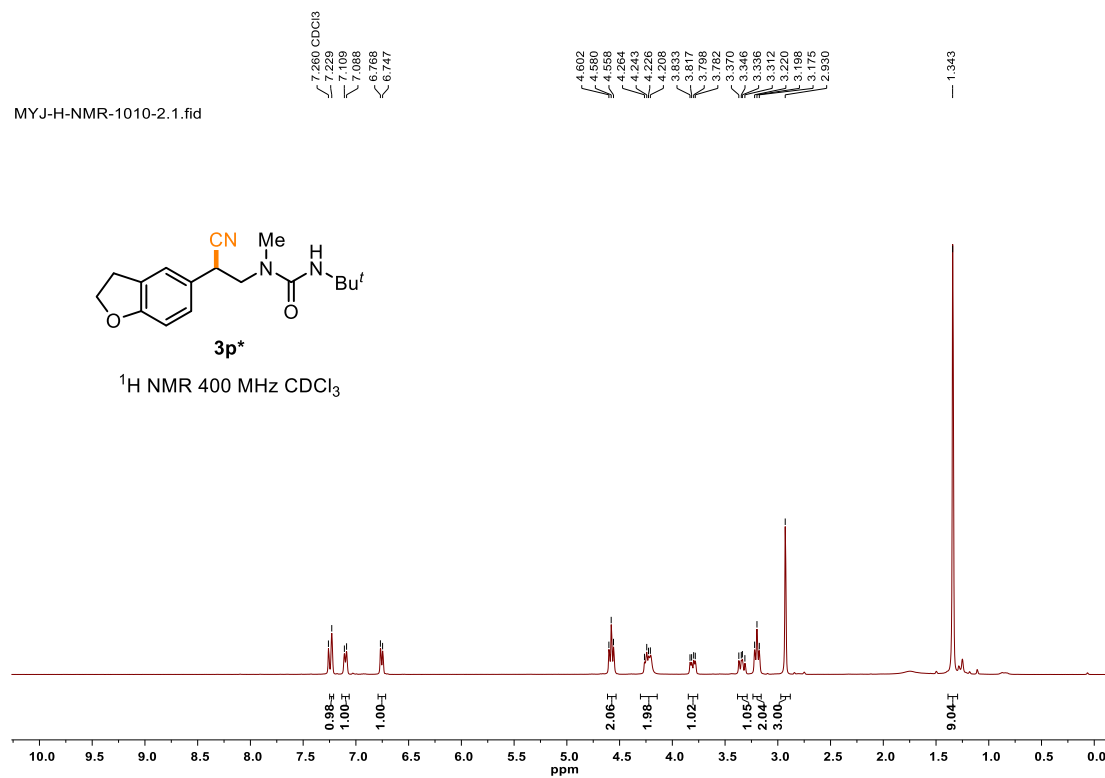 7.260 CDCl3
7.229
7.109
7.088
6.768
6.747
4.602
4.580
4.558
4.264
4.243
4.226
4.208
3.833
3.817
3.798
3.782
3.370
3.346
3.336
3.312
3.220
3.198
3.175
2.930
1.343
MYJ-H-NMR-1010-2.1.fid
CN
Me
H
N
N
Buᵗ
O
O
3p*
¹H NMR 400 MHz CDCl₃
0.98
1.00
1.00
2.06
1.98
1.02
1.05
2.04
3.00
9.04
10.0 9.5 9.0 8.5 8.0 7.5 7.0 6.5 6.0 5.5 5.0 4.5 4.0 3.5 3.0 2.5 2.0 1.5 1.0 0.5 0.0
ppm